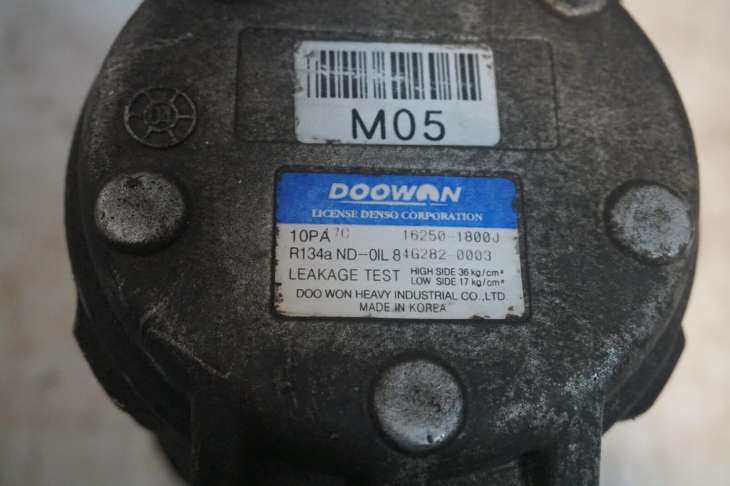 M05
DOOWON
LICENSE DENSO CORPORATION
10PA17C 16250-1800J
R134a ND-OIL 8 4G282-0003
LEAKAGE TEST HIGH SIDE 36 kg/cm²
LOW SIDE 17 kg/cm²
DOO WON HEAVY INDUSTRIAL CO.,LTD.
MADE IN KOREA